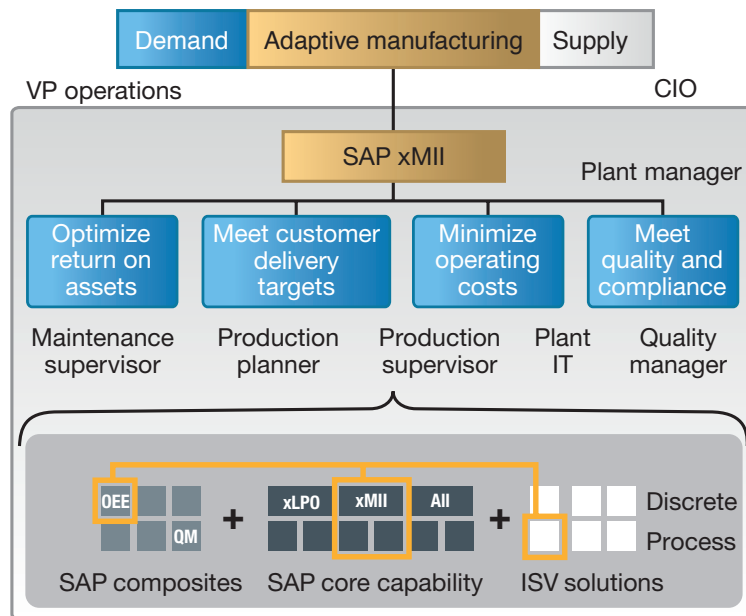 Demand Adaptive manufacturing Supply
VP operations CIO
SAP xMII
Plant manager
Optimize
return on
assets
Meet customer
delivery
targets
Minimize
operating
costs
Meet
quality and
compliance
Maintenance
supervisor
Production
planner
Production
supervisor
Plant
IT
Quality
manager
OEE
QM
+
xLPO xMII All
+
Discrete
Process
SAP composites SAP core capability ISV solutions